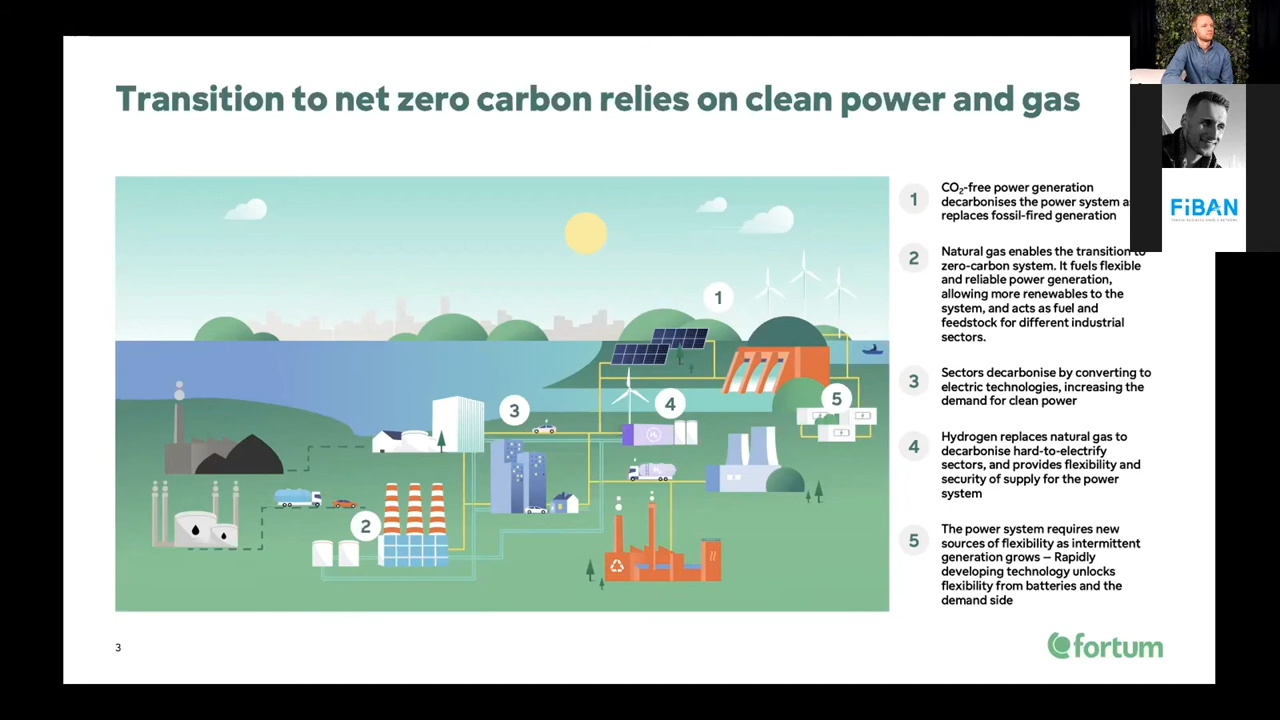 Transition to net zero carbon relies on clean power and gas
1
CO₂-free power generation
decarbonises the power system
replaces fossil-fired generation
2
Natural gas enables the transition to
zero-carbon system. It fuels flexible
and reliable power generation,
allowing more renewables to the
system, and acts as fuel and
feedstock for different industrial
sectors.
3
Sectors decarbonise by converting to
electric technologies, increasing the
demand for clean power
4
Hydrogen replaces natural gas to
decarbonise hard-to-electrify
sectors, and provides flexibility and
security of supply for the power
system
5
The power system requires new
sources of flexibility as intermittent
generation grows – Rapidly
developing technology unlocks
flexibility from batteries and the
demand side
1
5
4
3
H₂
2
3
fortum
FiBAN